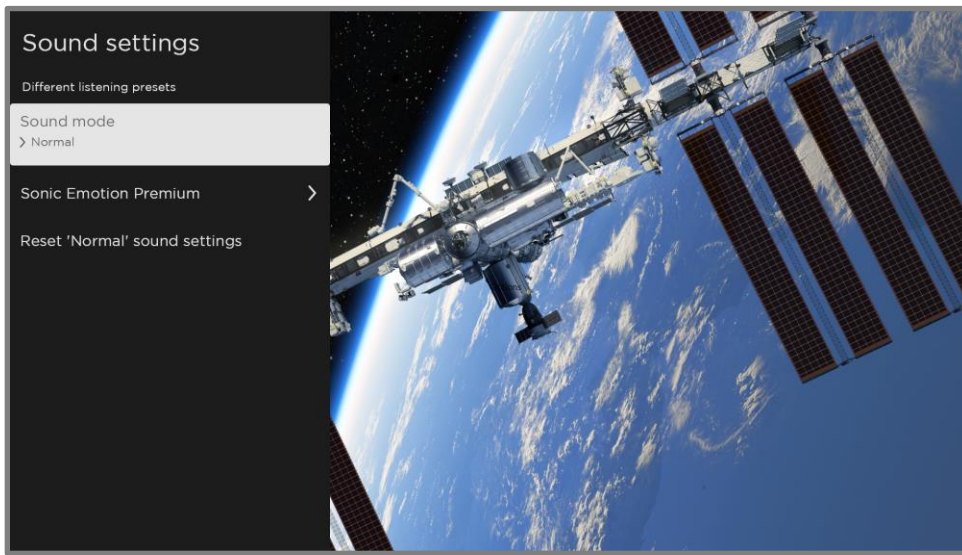 Sound settings
Different listening presets
Sound mode
Normal
Sonic Emotion Premium
Reset 'Normal' sound settings